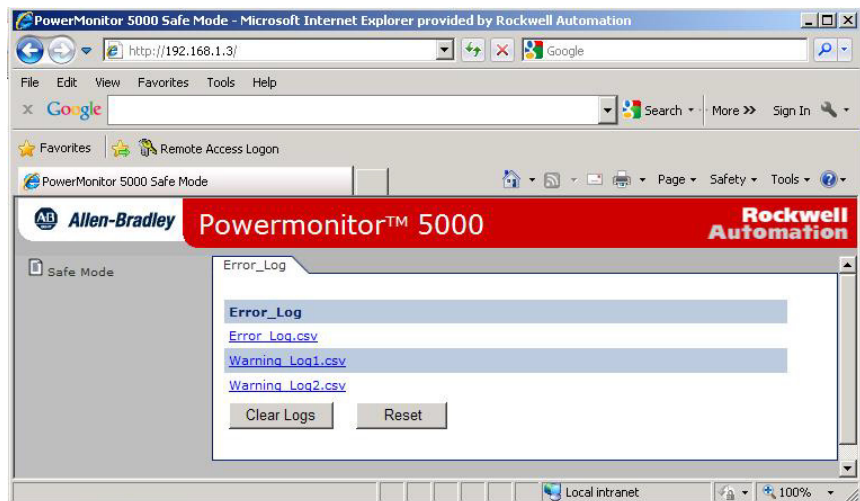 PowerMonitor 5000 Safe Mode - Microsoft Internet Explorer provided by Rockwell Automation
http://192.168.1.3/
Google
File Edit View Favorites Tools Help
x Google Search More >> Sign In
Favorites Remote Access Logon
PowerMonitor 5000 Safe Mode Page Safety Tools
AB Allen-Bradley Powermonitor™ 5000 Rockwell Automation
Safe Mode
Error_Log
Error_Log
Error_Log.csv
Warning_Log1.csv
Warning_Log2.csv
Clear Logs Reset
Local intranet 100%